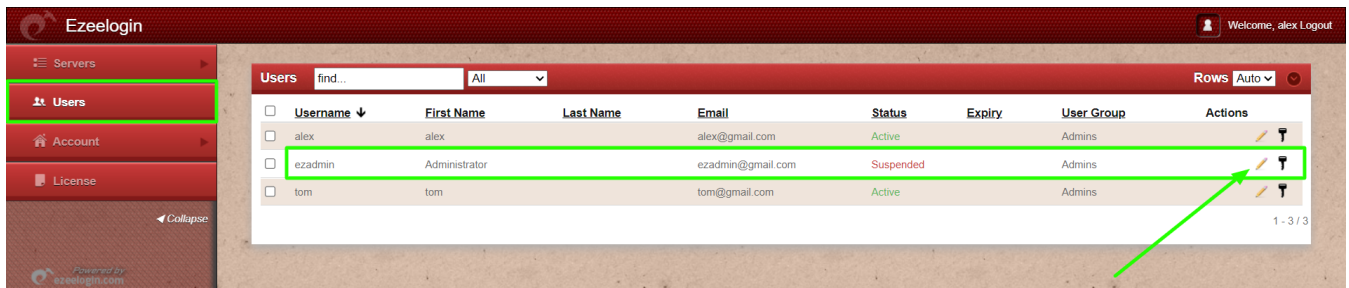 Ezeelogin
Welcome, alex Logout
Servers
Users
Account
License
Collapse
Powered by
ezeelogin.com
Users find... All Rows Auto
Username First Name Last Name Email Status Expiry User Group Actions
alex alex alex@gmail.com Active Admins
ezadmin Administrator ezadmin@gmail.com Suspended Admins
tom tom tom@gmail.com Active Admins
1 - 3 / 3